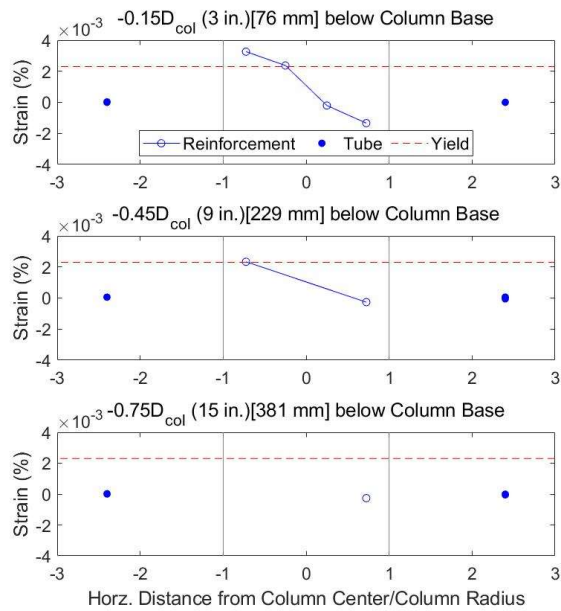 ×10⁻³ -0.15D_col (3 in.)[76 mm] below Column Base
4
2
0
-2
-4
Strain (%)
Reinforcement Tube Yield
-3 -2 -1 0 1 2 3
×10⁻³ -0.45D_col (9 in.)[229 mm] below Column Base
4
2
0
-2
-4
Strain (%)
-3 -2 -1 0 1 2 3
×10⁻³ -0.75D_col (15 in.)[381 mm] below Column Base
4
2
0
-2
-4
Strain (%)
-3 -2 -1 0 1 2 3
Horz. Distance from Column Center/Column Radius